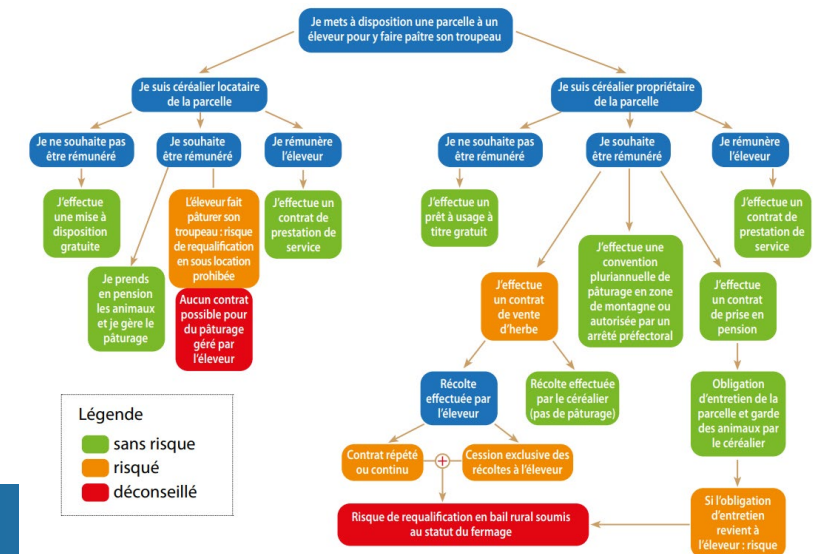 Je mets à disposition une parcelle à un
éleveur pour y faire paître son troupeau
Je suis céréalier locataire
de la parcelle
Je suis céréalier propriétaire
de la parcelle
Je ne souhaite pas
être rémunéré
Je souhaite
être rémunéré
Je rémunère
l'éleveur
Je ne souhaite pas
être rémunéré
Je souhaite
être rémunéré
Je rémunère
l'éleveur
J'effectue
une mise à
disposition
gratuite
L'éleveur fait
pâturer son
troupeau : risque
de requalification
en sous location
prohibée
J'effectue un
contrat de
prestation de
service
J'effectue un
prêt à usage à
titre gratuit
J'effectue un
contrat de
prestation de
service
Je prends
en pension
les animaux
et je gère le
pâturage
Aucun contrat
possible pour
du pâturage
géré par
l'éleveur
J'effectue
un contrat
de vente
d'herbe
J'effectue une
convention
pluriannuelle de
pâturage en zone
de montagne ou
autorisée par un
arrêté préfectoral
J'effectue
un contrat
de prise en
pension
Récolte
effectuée par
l'éleveur
Récolte effectuée
par le céréalier
(pas de pâturage)
Obligation
d'entretien de la
parcelle et garde
des animaux par
le céréalier
Contrat répété
ou continu
+
Cession exclusive des
récoltes à l'éleveur
Risque de requalification en bail rural soumis
au statut du fermage
Si l'obligation
d'entretien
revient à
l'éleveur : risque
Légende
sans risque
risqué
déconseillé